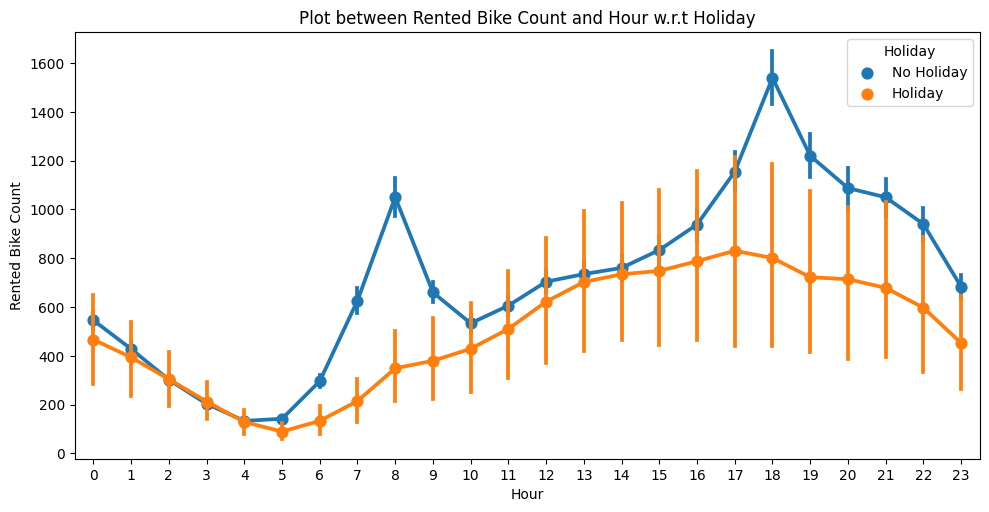 Plot between Rented Bike Count and Hour w.r.t Holiday
Holiday
No Holiday
Holiday
Rented Bike Count
1600
1400
1200
1000
800
600
400
200
0
0 1 2 3 4 5 6 7 8 9 10 11 12 13 14 15 16 17 18 19 20 21 22 23
Hour